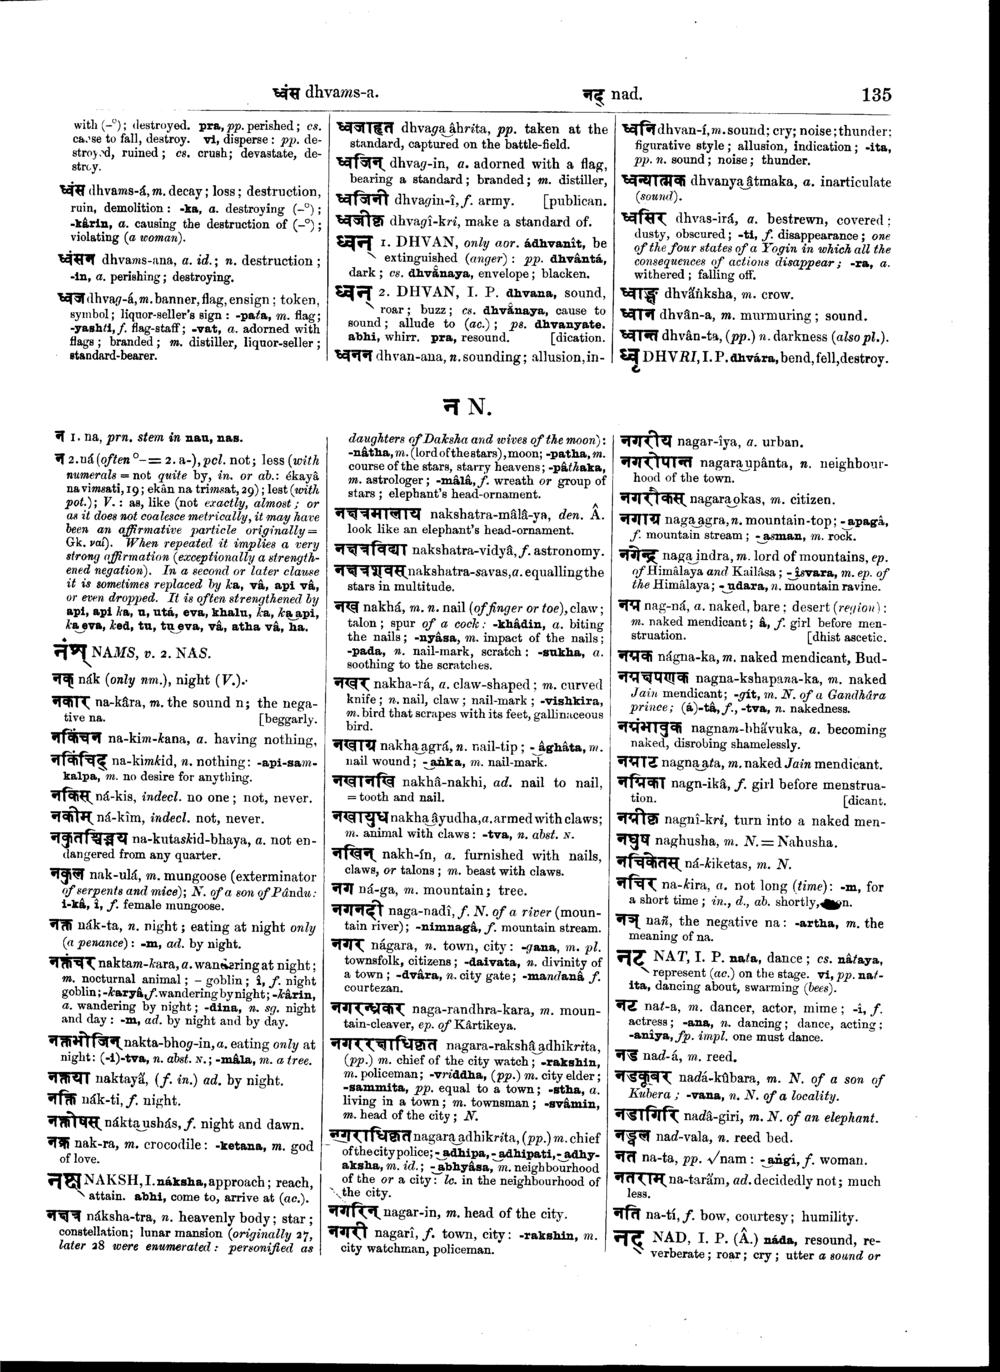 ध्वंस dhvams-a.
नद् nad.
135
with (–°); destroyed. pra, pp. perished; cs.
cause to fall, destroy. vi, disperse: pp. de-
stroyed, ruined; cs. crush; devastate, de-
stroy.
ध्वंस dhvams-á, m. decay; loss; destruction,
ruin, demolition: -ka, a. destroying (–°);
-kârin, a. causing the destruction of (–°);
violating (a woman).
ध्वंसन dhvams-ana, a. id.; n. destruction;
-in, a. perishing; destroying.
ध्वज dhvag-á, m. banner, flag, ensign; token,
symbol; liquor-seller's sign: -pata, m. flag;
-yashti, f. flag-staff; -vat, a. adorned with
flags; branded; m. distiller, liquor-seller;
standard-bearer.
ध्वजाहृत dhvaga‿âhrita, pp. taken at the
standard, captured on the battle-field.
ध्वजिन् dhvag-in, a. adorned with a flag,
bearing a standard; branded; m. distiller,
ध्वजिनी dhvagin-î, f. army. [publican.
ध्वजीकृ dhvagî-kri, make a standard of.
ध्वन् 1. DHVAN, only aor. ádhvanît, be
extinguished (anger): pp. dhvântá,
dark; cs. dhvânaya, envelope; blacken.
ध्वन् 2. DHVAN, I. P. dhvana, sound,
roar; buzz; cs. dhvânaya, cause to
sound; allude to (ac.); ps. dhvanyate.
abhi, whirr. pra, resound. [dication.
ध्वनन dhvan-ana, n. sounding; allusion, in-
ध्वनि dhvan-í, m. sound; cry; noise; thunder;
figurative style; allusion, indication; -ita,
pp. n. sound; noise; thunder.
ध्वन्यात्मक dhvanya‿âtmaka, a. inarticulate
(sound).
ध्वसिर dhvas-irá, a. bestrewn, covered;
dusty, obscured; -ti, f. disappearance; one
of the four states of a Yogin in which all the
consequences of actions disappear; -ra, a.
withered; falling off.
ध्वाङ्क्ष dhvấṅksha, m. crow.
ध्वान dhvân-a, m. murmuring; sound.
ध्वान्त dhvân-ta, (pp.) n. darkness (also pl.).
ध्वृ DHVRI, I. P. dhvára, bend, fell, destroy.
न N.
न 1. na, prn. stem in nau, nas.
न 2. ná (often °–= 2. a-), pcl. not; less (with
numerals = not quite by, in. or ab.: ékayâ
na vimsati, 19; ekân na trimsat, 29); lest (with
pot.); V.: as, like (not exactly, almost; or
as it does not coalesce metrically, it may have
been an affirmative particle originally =
Gk. ναί). When repeated it implies a very
strong affirmation (exceptionally a strength-
ened negation). In a second or later clause
it is sometimes replaced by ka, vâ, api vâ,
or even dropped. It is often strengthened by
api, api ka, u, utá, eva, khalu, ka, ka‿api,
ka‿eva, ked, tu, tu‿eva, vâ, atha vâ, ha.
नंश् NAMS, v. 2. NAS.
नक् nák (only nm.), night (V.).
नकार na-kâra, m. the sound n; the nega-
tive na. [beggarly.
नकिंचन na-kim-kana, a. having nothing,
नकिंचिद् na-kimkid, n. nothing: -api-sam-
kalpa, m. no desire for anything.
नकिस् ná-kis, indecl. no one; not, never.
नकीम् ná-kîm, indecl. not, never.
नकुतश्चिद्भय na-kutaskid-bhaya, a. not en-
dangered from any quarter.
नकुल nak-ulá, m. mungoose (exterminator
of serpents and mice); N. of a son of Pându:
i-kâ, î, f. female mungoose.
नक्त nák-ta, n. night; eating at night only
(a penance): -m, ad. by night.
नक्तंचर naktam-kara, a. wandering at night;
m. nocturnal animal; – goblin; î, f. night
goblin; -karyâ, f. wandering by night; -kârin,
a. wandering by night; -dina, n. sg. night
and day: -m, ad. by night and by day.
नक्तभोजिन् nakta-bhog-in, a. eating only at
night: (-i)-tva, n. abst. N.; -mâla, m. a tree.
नक्तया naktayấ, (f. in.) ad. by night.
नक्ति nák-ti, f. night.
नक्तोषस् nákta‿ushás, f. night and dawn.
नक्र nak-ra, m. crocodile: -ketana, m. god
of love.
नक्ष् NAKSH, I. náksha, approach; reach,
attain. abhi, come to, arrive at (ac.).
नक्षत्र náksha-tra, n. heavenly body; star;
constellation; lunar mansion (originally 27,
later 28 were enumerated: personified as
daughters of Daksha and wives of the moon):
-nâtha, m. (lord of the stars), moon; -patha, m.
course of the stars, starry heavens; -pâthaka,
m. astrologer; -mâlâ, f. wreath or group of
stars; elephant's head-ornament.
नक्षत्रमालाय nakshatra-mâlâ-ya, den. Â.
look like an elephant's head-ornament.
नक्षत्रविद्या nakshatra-vidyâ, f. astronomy.
नक्षत्रशवस् nakshatra-savas, a. equalling the
stars in multitude.
नख nakhá, m. n. nail (of finger or toe), claw;
talon; spur of a cock: -khâdin, a. biting
the nails; -nyâsa, m. impact of the nails;
-pada, n. nail-mark, scratch: -sukha, a.
soothing to the scratches.
नखर nakha-rá, a. claw-shaped; m. curved
knife; n. nail, claw; nail-mark; -vishkira,
m. bird that scrapes with its feet, gallinaceous
bird.
नखाग्र nakha‿agrá, n. nail-tip; -‿âghâta, m.
nail wound; -‿aṅka, m. nail-mark.
नखानखि nakhâ-nakhi, ad. nail to nail,
= tooth and nail.
नखायुध nakha‿âyudha, a. armed with claws;
m. animal with claws: -tva, n. abst. N.
नखिन् nakh-ín, a. furnished with nails,
claws, or talons; m. beast with claws.
नग ná-ga, m. mountain; tree.
नगनदी naga-nadî, f. N. of a river (moun-
tain river); -nimnagâ, f. mountain stream.
नगर nágara, n. town, city: -gana, m. pl.
townsfolk, citizens; -daivata, n. divinity of
a town; -dvâra, n. city gate; -mandanâ f.
courtezan.
नगरन्ध्रकर naga-randhra-kara, m. moun-
tain-cleaver, ep. of Kârtikeya.
नगररक्षाधिकृत nagara-rakshâ‿adhikrita,
(pp.) m. chief of the city watch; -rakshin,
m. policeman; -vriddha, (pp.) m. city elder;
-sammita, pp. equal to a town; -stha, a.
living in a town; m. townsman; -svâmin,
m. head of the city; N.
नगराधिकृत nagara‿adhikrita, (pp.) m. chief
of the city police; -‿adhipa, -‿adhipati, -‿adhy-
aksha, m. id.; -‿abhyâsa, m. neighbourhood
of the or a city: lc. in the neighbourhood of
the city.
नगरिन् nagar-in, m. head of the city.
नगरी nagarî, f. town, city: -rakshin, m.
city watchman, policeman.
नगरीय nagar-îya, a. urban.
नगरोपान्त nagara‿upânta, n. neighbour-
hood of the town.
नगरौकस् nagara‿okas, m. citizen.
नगाग्र naga‿agra, n. mountain-top; -‿apagâ,
f. mountain stream; -‿asman, m. rock.
नगेन्द्र naga‿indra, m. lord of mountains, ep.
of Himâlaya and Kailâsa; -‿îsvara, m. ep. of
the Himâlaya; -‿udara, n. mountain ravine.
नग्न nag-ná, a. naked, bare; desert (region):
m. naked mendicant; â, f. girl before men-
struation. [dhist ascetic.
नग्नक nágna-ka, m. naked mendicant, Bud-
नग्नक्षपणक nagna-kshapana-ka, m. naked
Jain mendicant; -gít, m. N. of a Gandhâra
prince; (á)-tâ, f., -tva, n. nakedness.
नग्नंभावुक nagnam-bhấvuka, a. becoming
naked, disrobing shamelessly.
नग्नाट nagna‿ata, m. naked Jain mendicant.
नग्निका nagn-ikâ, f. girl before menstrua-
tion. [dicant.
नग्नीकृ nagnî-kri, turn into a naked men-
नघुष naghusha, m. N. = Nahusha.
नचिकेतस् ná-kiketas, m. N.
नचिर na-kira, a. not long (time): -m, for
a short time; in., d., ab. shortly,
नञ् nañ, the negative na: -artha, m. the
meaning of na.
नट् NAT, I. P. nata, dance; cs. nâtaya,
represent (ac.) on the stage. vi, pp. nat-
ita, dancing about, swarming (bees).
नट nat-a, m. dancer, actor, mime; -î, f.
actress; -ana, n. dancing; dance, acting;
-anîya, fp. impl. one must dance.
नड nad-á, m. reed.
नडकूबर nadá-kûbara, m. N. of a son of
Kubera; -vana, n. N. of a locality.
नडागिरि nadâ-giri, m. N. of an elephant.
नड्वल nad-vala, n. reed bed.
नत na-ta, pp. √nam: -‿aṅgî, f. woman.
नतराम् na-tarấm, ad. decidedly not; much
less.
नति na-tí, f. bow, courtesy; humility.
नद् NAD, I. P. (Â.) náda, resound, re-
verberate; roar; cry; utter a sound or